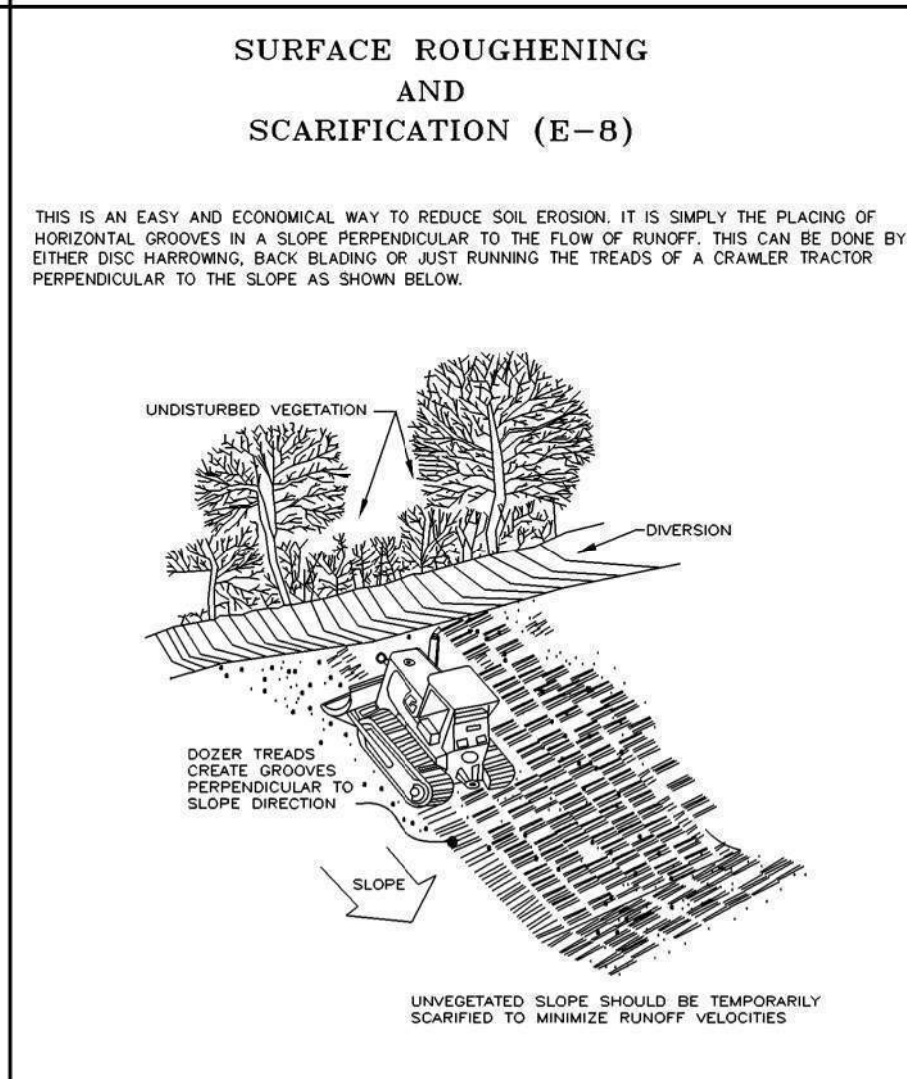 SURFACE ROUGHENING
AND
SCARIFICATION (E-8)
THIS IS AN EASY AND ECONOMICAL WAY TO REDUCE SOIL EROSION. IT IS SIMPLY THE PLACING OF
HORIZONTAL GROOVES IN A SLOPE PERPENDICULAR TO THE FLOW OF RUNOFF. THIS CAN BE DONE BY
EITHER DISC HARROWING, BACK BLADING OR JUST RUNNING THE TREADS OF A CRAWLER TRACTOR
PERPENDICULAR TO THE SLOPE AS SHOWN BELOW.
UNDISTURBED VEGETATION
DIVERSION
DOZER TREADS
CREATE GROOVES
PERPENDICULAR TO
SLOPE DIRECTION
SLOPE
UNVEGETATED SLOPE SHOULD BE TEMPORARILY
SCARIFIED TO MINIMIZE RUNOFF VELOCITIES